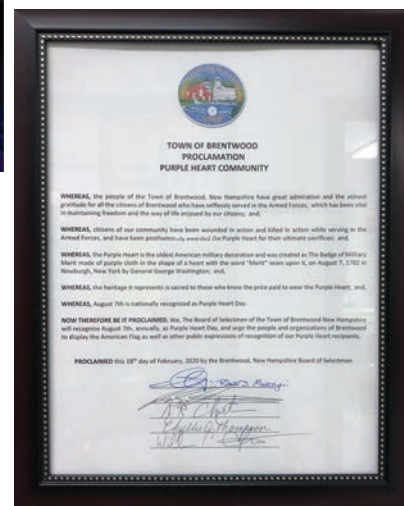 TOWN OF BRENTWOOD
PROCLAMATION
PURPLE HEART COMMUNITY
WHEREAS, the people of the Town of Brentwood, New Hampshire have great admiration and the utmost
gratitude for all the citizens of Brentwood who have selflessly served in the Armed Forces, which has been vital
in maintaining freedom and the way of life enjoyed by our citizens; and,
WHEREAS, citizens of our community have been wounded in action and killed in action while serving in the
Armed Forces, and have been posthumously awarded the Purple Heart for their ultimate sacrifices; and,
WHEREAS, the Purple Heart is the oldest American military decoration and was created as The Badge of Military
Merit made of purple cloth in the shape of a heart with the word "Merit" sewn upon it, on August 7, 1782 in
Newburgh, New York by General George Washington; and,
WHEREAS, the heritage it represents is sacred to those who know the price paid to wear the Purple Heart; and,
WHEREAS, August 7th is nationally recognized as Purple Heart Day.
NOW THEREFORE BE IT PROCLAIMED, We, The Board of Selectmen of the Town of Brentwood New Hampshire
will recognize August 7th, annually, as Purple Heart Day, and urge the people and organizations of Brentwood
to display the American Flag as well as other public expressions of recognition of our Purple Heart recipients.
PROCLAIMED this 18th day of February, 2020 by the Brentwood, New Hampshire Board of Selectmen
Phyllis Thompson